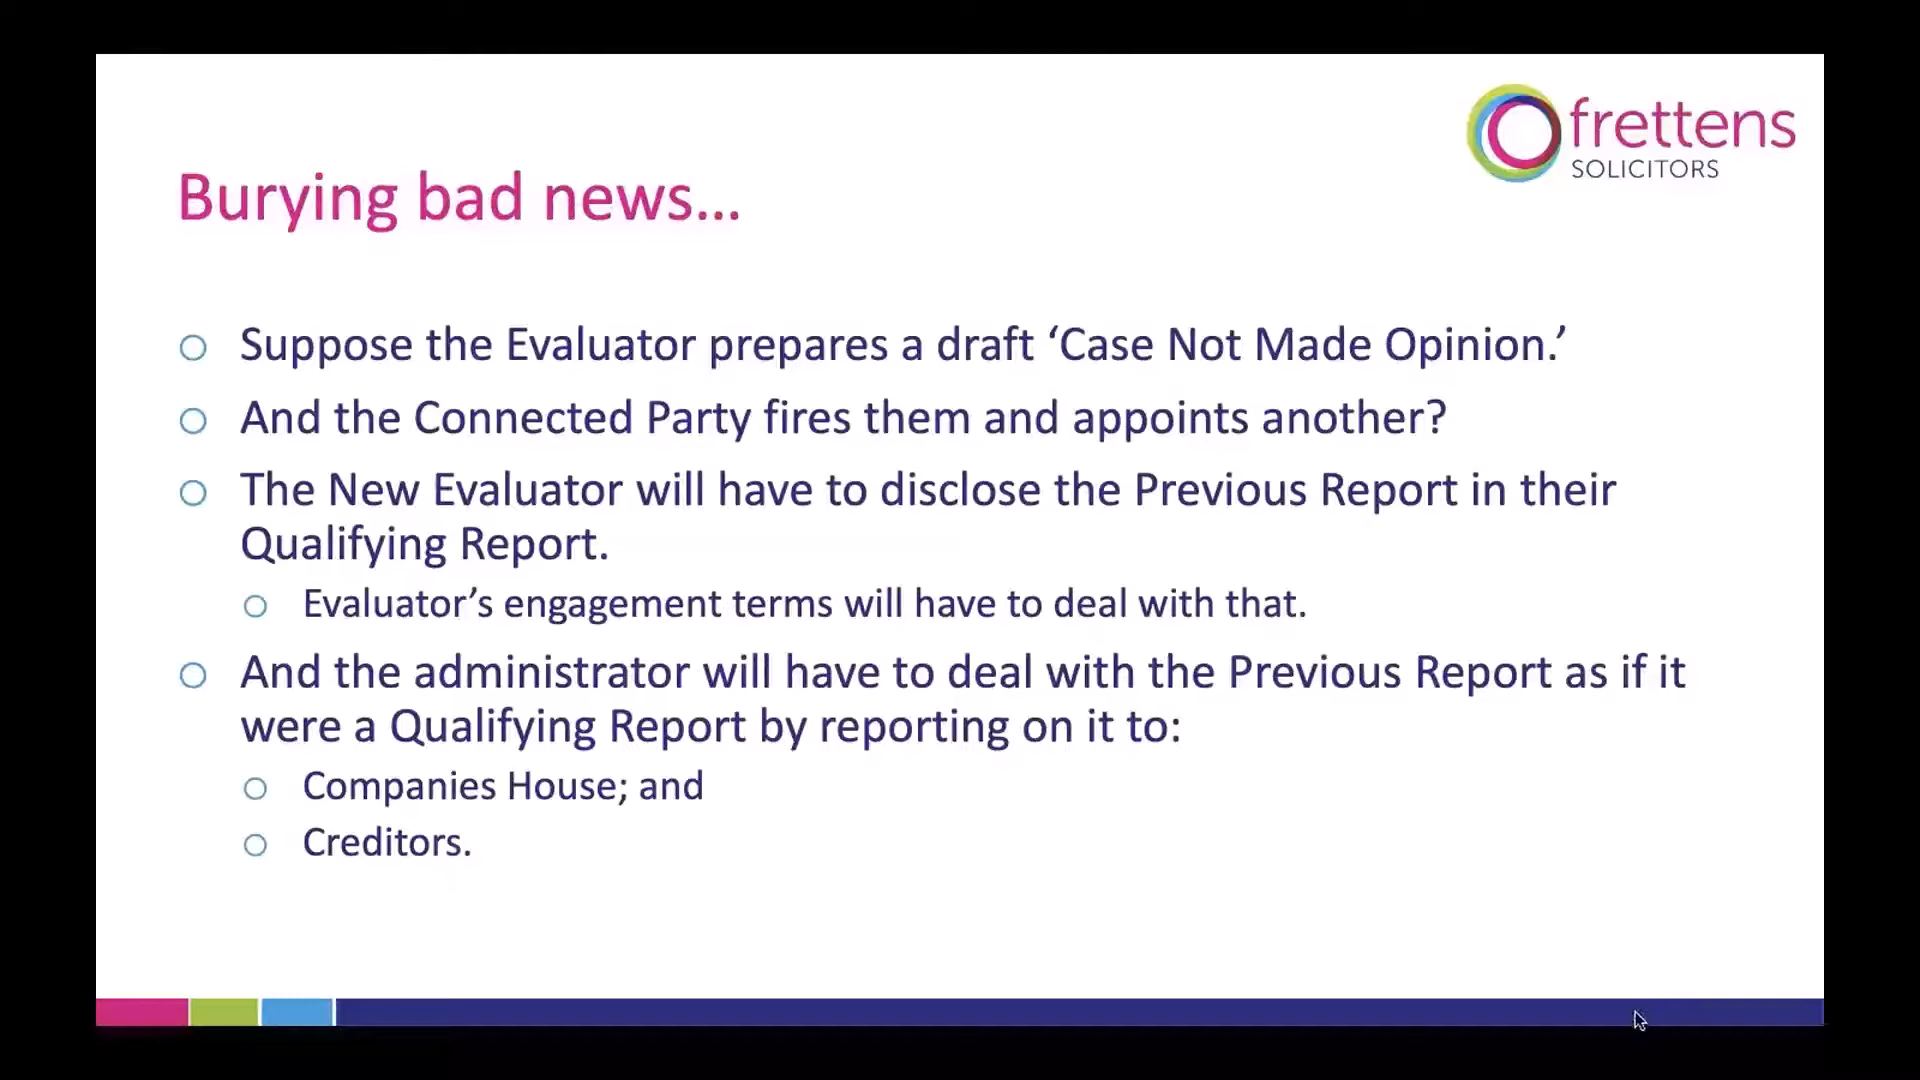 frettens
SOLICITORS
Burying bad news...
Suppose the Evaluator prepares a draft ‘Case Not Made Opinion.’
And the Connected Party fires them and appoints another?
The New Evaluator will have to disclose the Previous Report in their
Qualifying Report.
Evaluator’s engagement terms will have to deal with that.
And the administrator will have to deal with the Previous Report as if it
were a Qualifying Report by reporting on it to:
Companies House; and
Creditors.